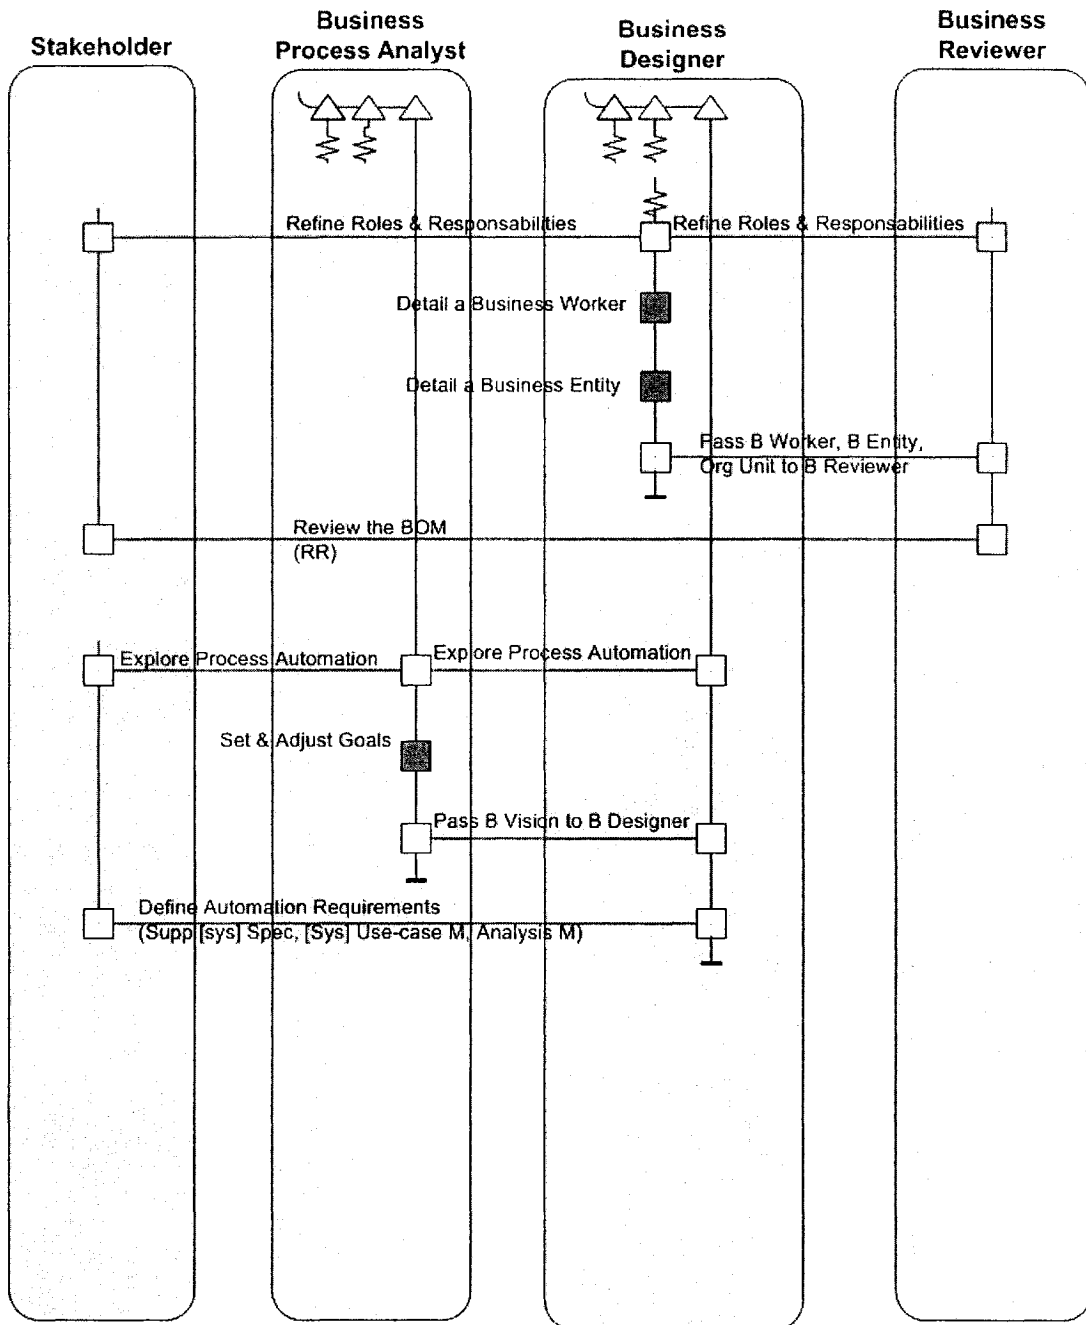 Stakeholder
Business
Process Analyst
Business
Designer
Business
Reviewer
Refine Roles & Responsabilities
Refine Roles & Responsabilities
Detail a Business Worker
Detail a Business Entity
Pass B Worker, B Entity,
Org Unit to B Reviewer
Review the BOM
(RR)
Explore Process Automation
Explore Process Automation
Set & Adjust Goals
Pass B Vision to B Designer
Define Automation Requirements
(Supp [sys] Spec, [Sys] Use-case M, Analysis M)